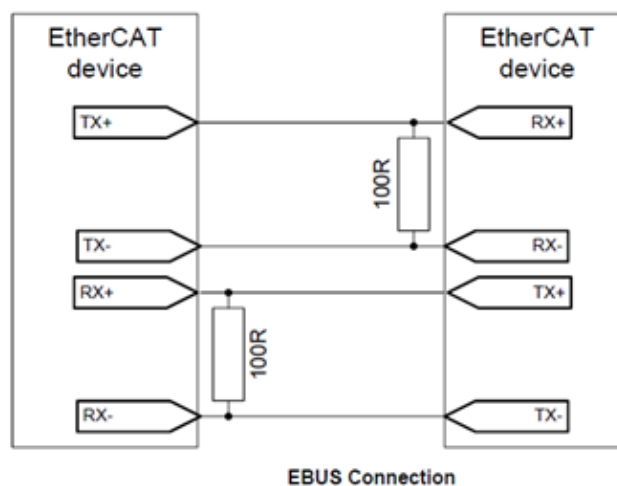 EtherCAT
device
EtherCAT
device
TX+
RX+
100R
TX-
RX-
RX+
TX+
100R
RX-
TX-
EBUS Connection